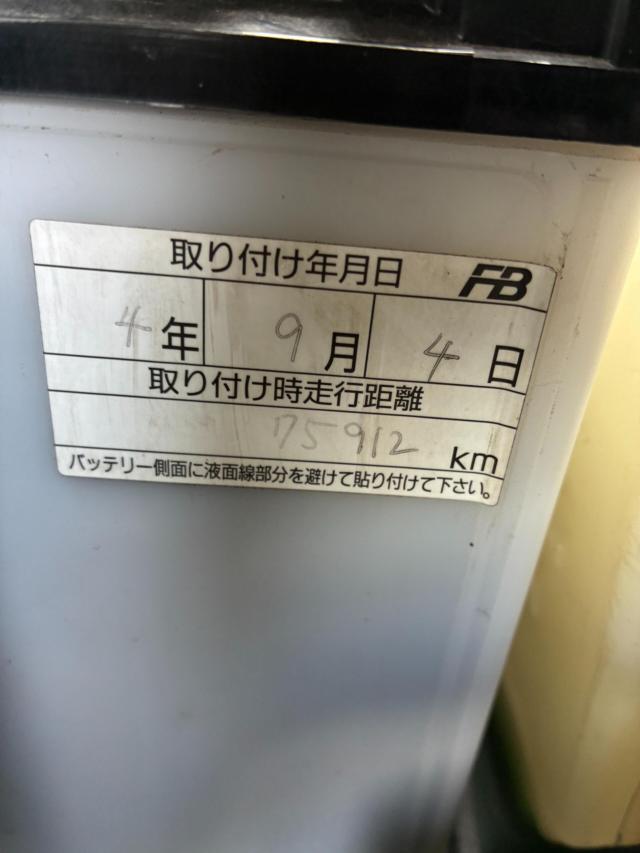 取り付け年月日 FB
4年 9月 4日
取り付け時走行距離
75912 km
バッテリー側面に液面線部分を避けて貼り付けて下さい。